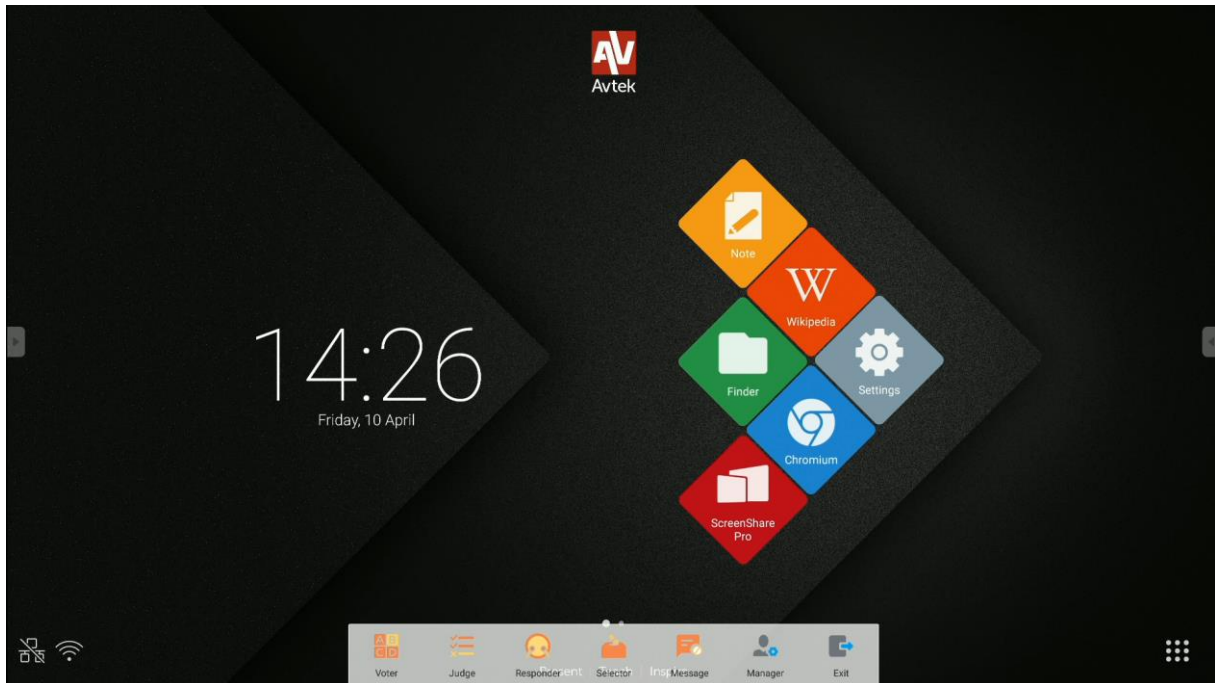 AV
Avtek
Note
W
Wikipedia
14:26
Friday, 10 April
Finder
Settings
Chromium
ScreenShare
Pro
A B
C D
Voter
Judge
Responder
Selector
Message
Manager
Exit